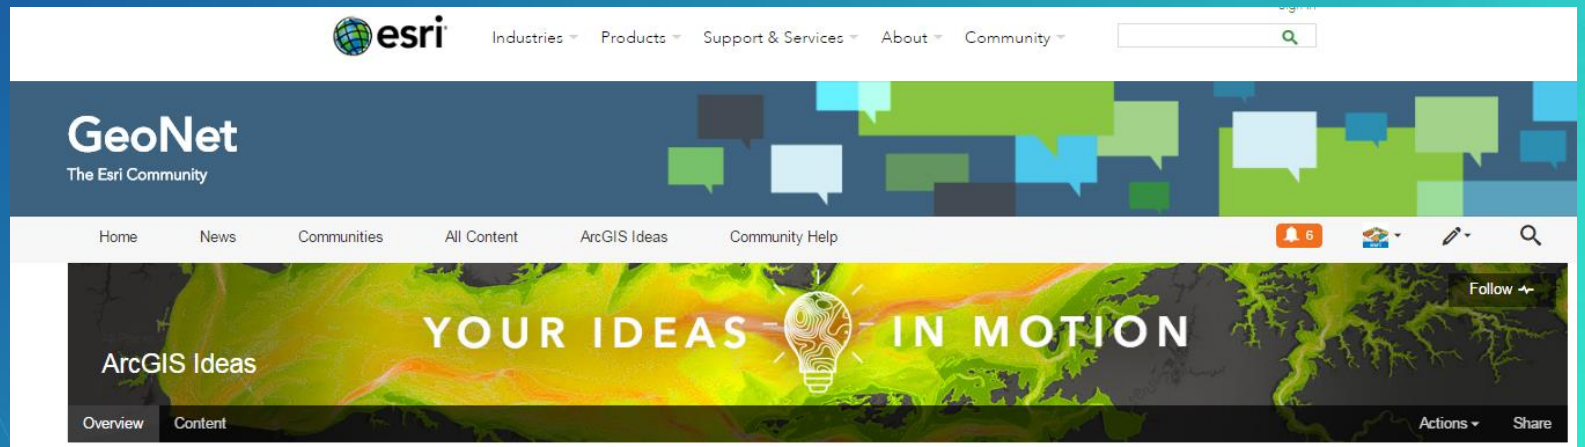 esri Industries Products Support & Services About Community
GeoNet
The Esri Community
Home News Communities All Content ArcGIS Ideas Community Help 6
esri
Follow
YOUR IDEAS IN MOTION
ArcGIS Ideas
Overview Content Actions Share